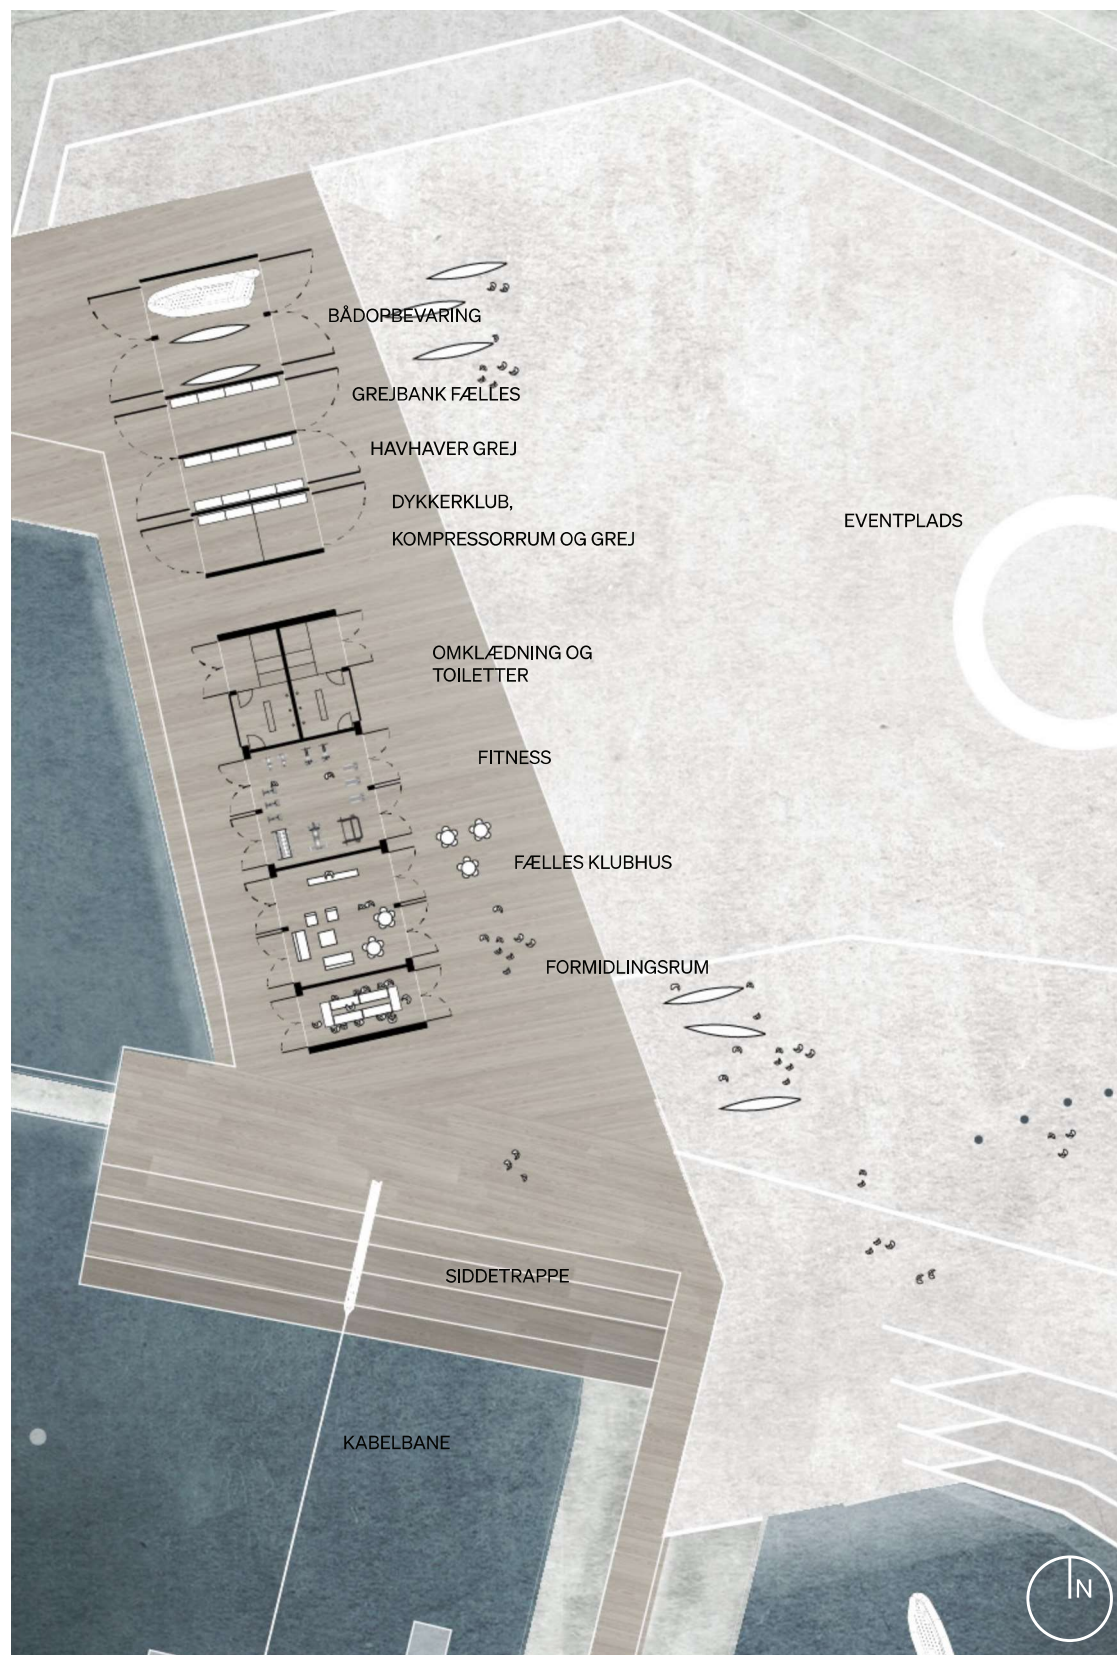 BÅDOPBEVARING
GREJBANK FÆLLES
HAVHAVER GREJ
DYKKERKLUB,
KOMPRESSORRUM OG GREJ
EVENTPLADS
OMKLÆDNING OG
TOILETTER
FITNESS
FÆLLES KLUBHUS
FORMIDLINGSRUM
SIDDETRAPPE
KABELBANE
N